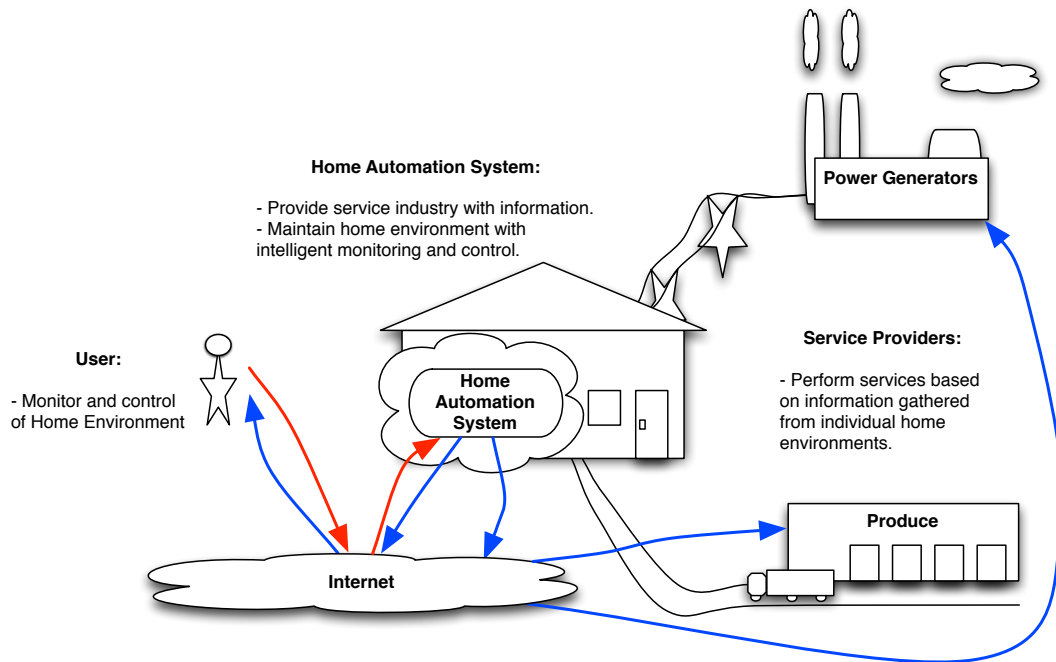 Power Generators
Home Automation System:
- Provide service industry with information.
- Maintain home environment with
intelligent monitoring and control.
User:
- Monitor and control
of Home Environment
Home
Automation
System
Service Providers:
- Perform services based
on information gathered
from individual home
environments.
Produce
Internet